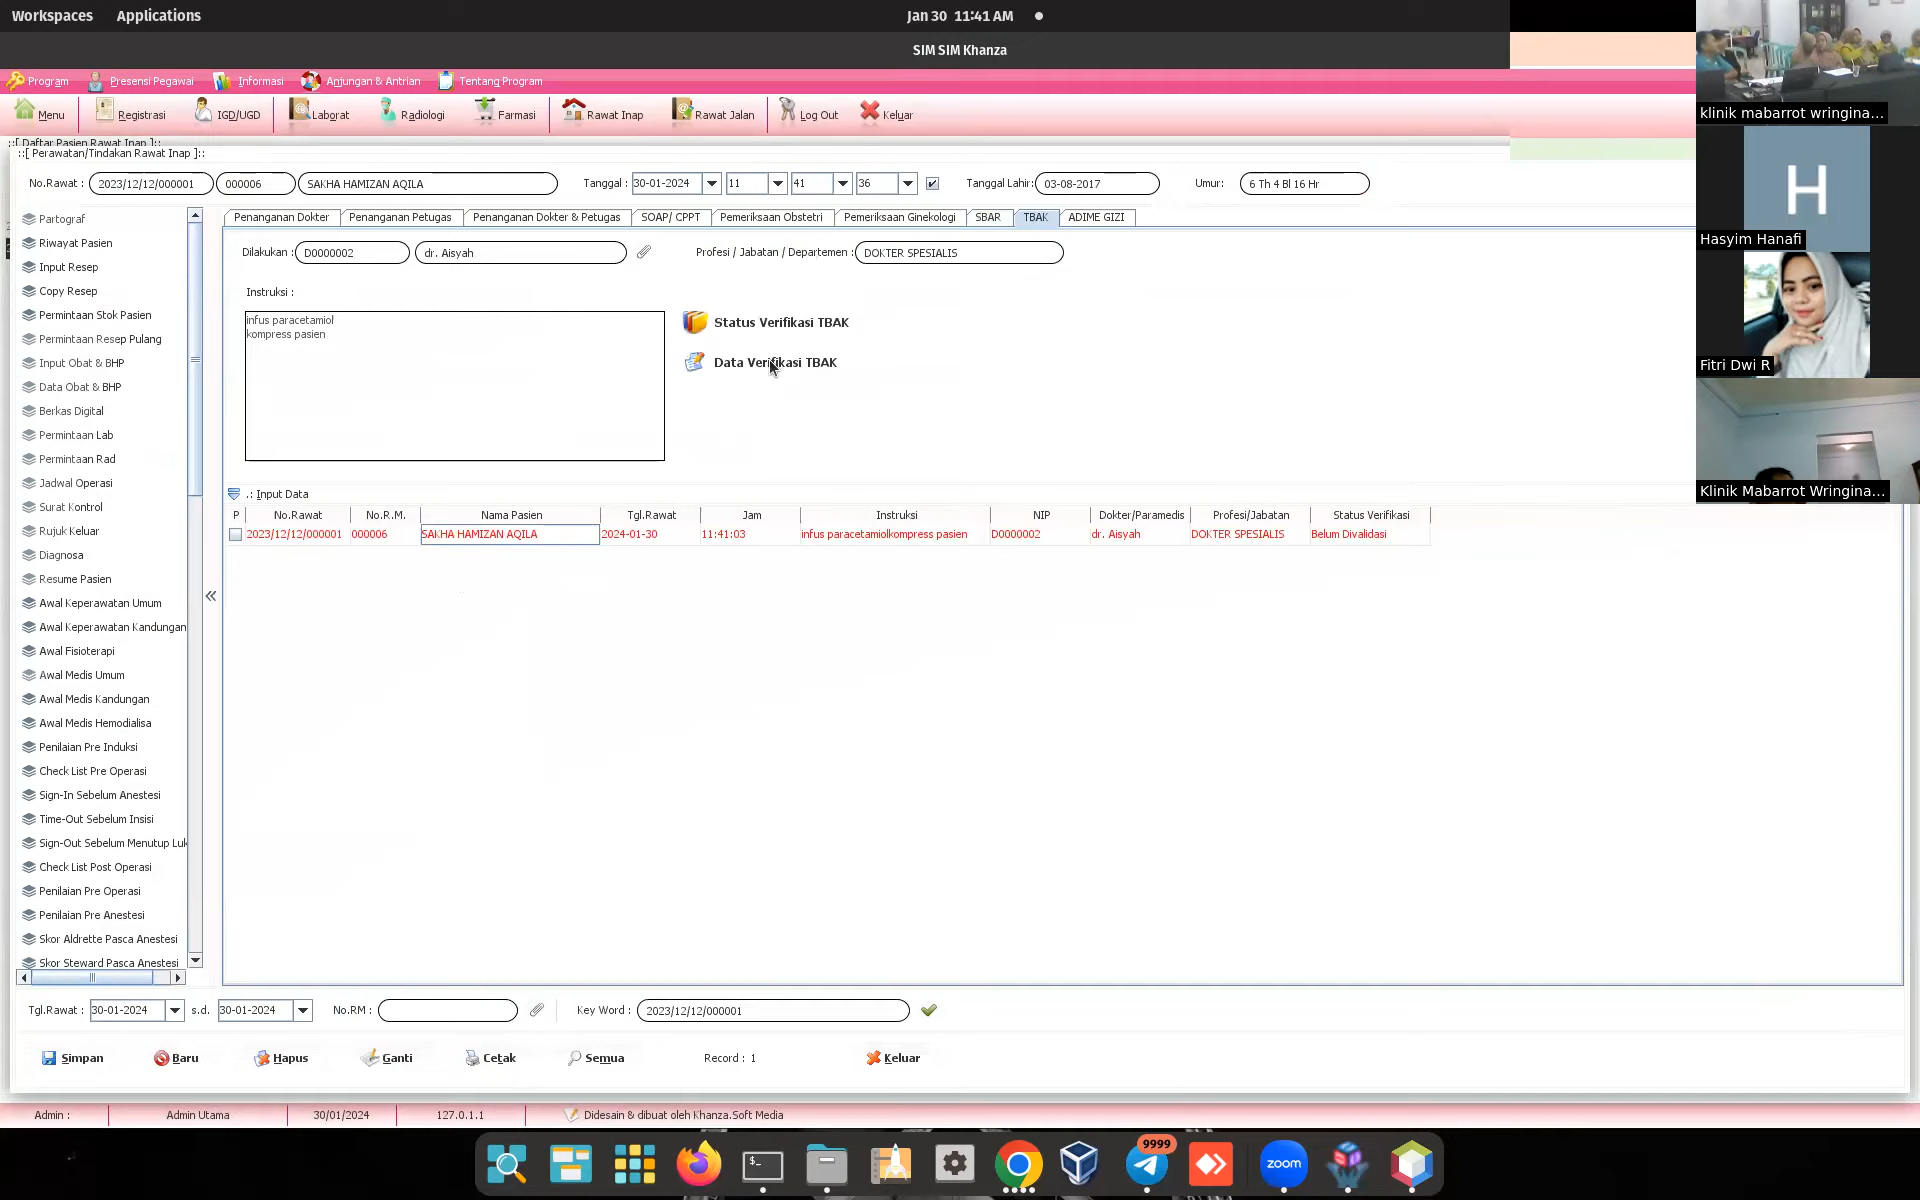 Workspaces Applications Jan 30 11:41 AM
SIM SIM Khanza
Program Presensi Pegawai Informasi Anjungan & Antrian Tentang Program
Menu Registrasi IGD/UGD Laborat Radiologi Farmasi Rawat Inap Rawat Jalan Log Out Keluar
::[ Daftar Pasien Rawat Inap ]::
::[ Perawatan/Tindakan Rawat Inap ]::
No.Rawat : 2023/12/12/000001 000006 SAKHA HAMIZAN AQILA Tanggal : 30-01-2024 11 41 36 Tanggal Lahir: 03-08-2017 Umur: 6 Th 4 Bl 16 Hr
Partograf
Riwayat Pasien
Input Resep
Copy Resep
Permintaan Stok Pasien
Permintaan Resep Pulang
Input Obat & BHP
Data Obat & BHP
Berkas Digital
Permintaan Lab
Permintaan Rad
Jadwal Operasi
Surat Kontrol
Rujuk Keluar
Diagnosa
Resume Pasien
Awal Keperawatan Umum
Awal Keperawatan Kandungan
Awal Fisioterapi
Awal Medis Umum
Awal Medis Kandungan
Awal Medis Hemodialisa
Penilaian Pre Induksi
Check List Pre Operasi
Sign-In Sebelum Anestesi
Time-Out Sebelum Insisi
Sign-Out Sebelum Menutup Luk
Check List Post Operasi
Penilaian Pre Operasi
Penilaian Pre Anestesi
Skor Aldrette Pasca Anestesi
Skor Steward Pasca Anestesi
Penanganan Dokter Penanganan Petugas Penanganan Dokter & Petugas SOAP/ CPPT Pemeriksaan Obstetri Pemeriksaan Ginekologi SBAR TBAK ADIME GIZI
Dilakukan : D0000002 dr. Aisyah Profesi / Jabatan / Departemen : DOKTER SPESIALIS
Instruksi :
infus paracetamiol
kompress pasien
Status Verifikasi TBAK
Data Verifikasi TBAK
.: Input Data
P No.Rawat No.R.M. Nama Pasien Tgl.Rawat Jam Instruksi NIP Dokter/Paramedis Profesi/Jabatan Status Verifikasi
2023/12/12/000001 000006 SAKHA HAMIZAN AQILA 2024-01-30 11:41:03 infus paracetamiolkompress pasien D0000002 dr. Aisyah DOKTER SPESIALIS Belum Divalidasi
Tgl.Rawat : 30-01-2024 s.d. 30-01-2024 No.RM : Key Word : 2023/12/12/000001
Simpan Baru Hapus Ganti Cetak Semua Record : 1 Keluar
Admin : Admin Utama 30/01/2024 127.0.1.1 Didesain & dibuat oleh Khanza.Soft Media
klinik mabarrot wringina...
H
Hasyim Hanafi
Fitri Dwi R
Klinik Mabarrot Wringina...
9999
zoom